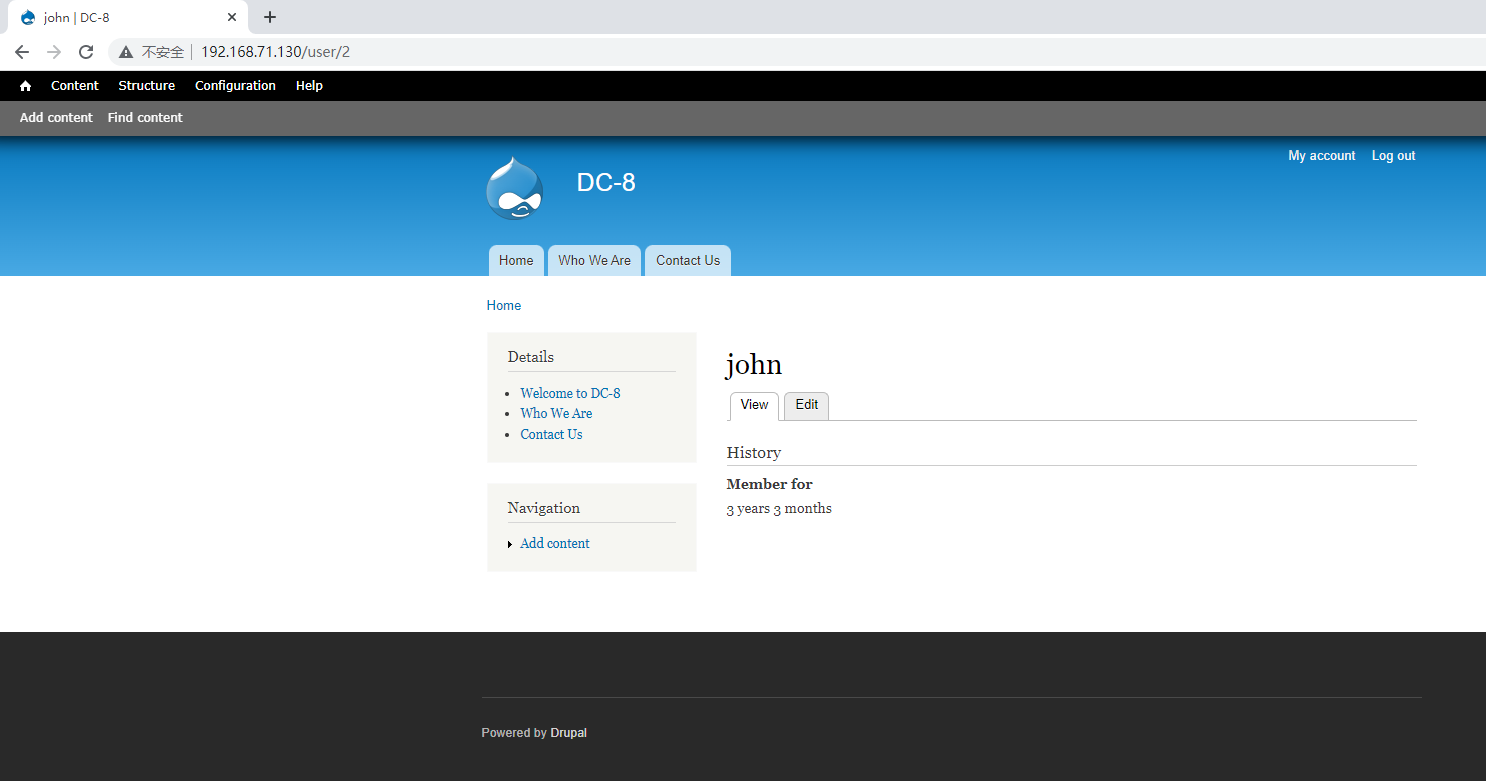 john | DC-8
不安全 192.168.71.130/user/2
Content Structure Configuration Help
Add content Find content
My account Log out
DC-8
Home Who We Are Contact Us
Home
Details
Welcome to DC-8
Who We Are
Contact Us
Navigation
Add content
john
View Edit
History
Member for
3 years 3 months
Powered by Drupal